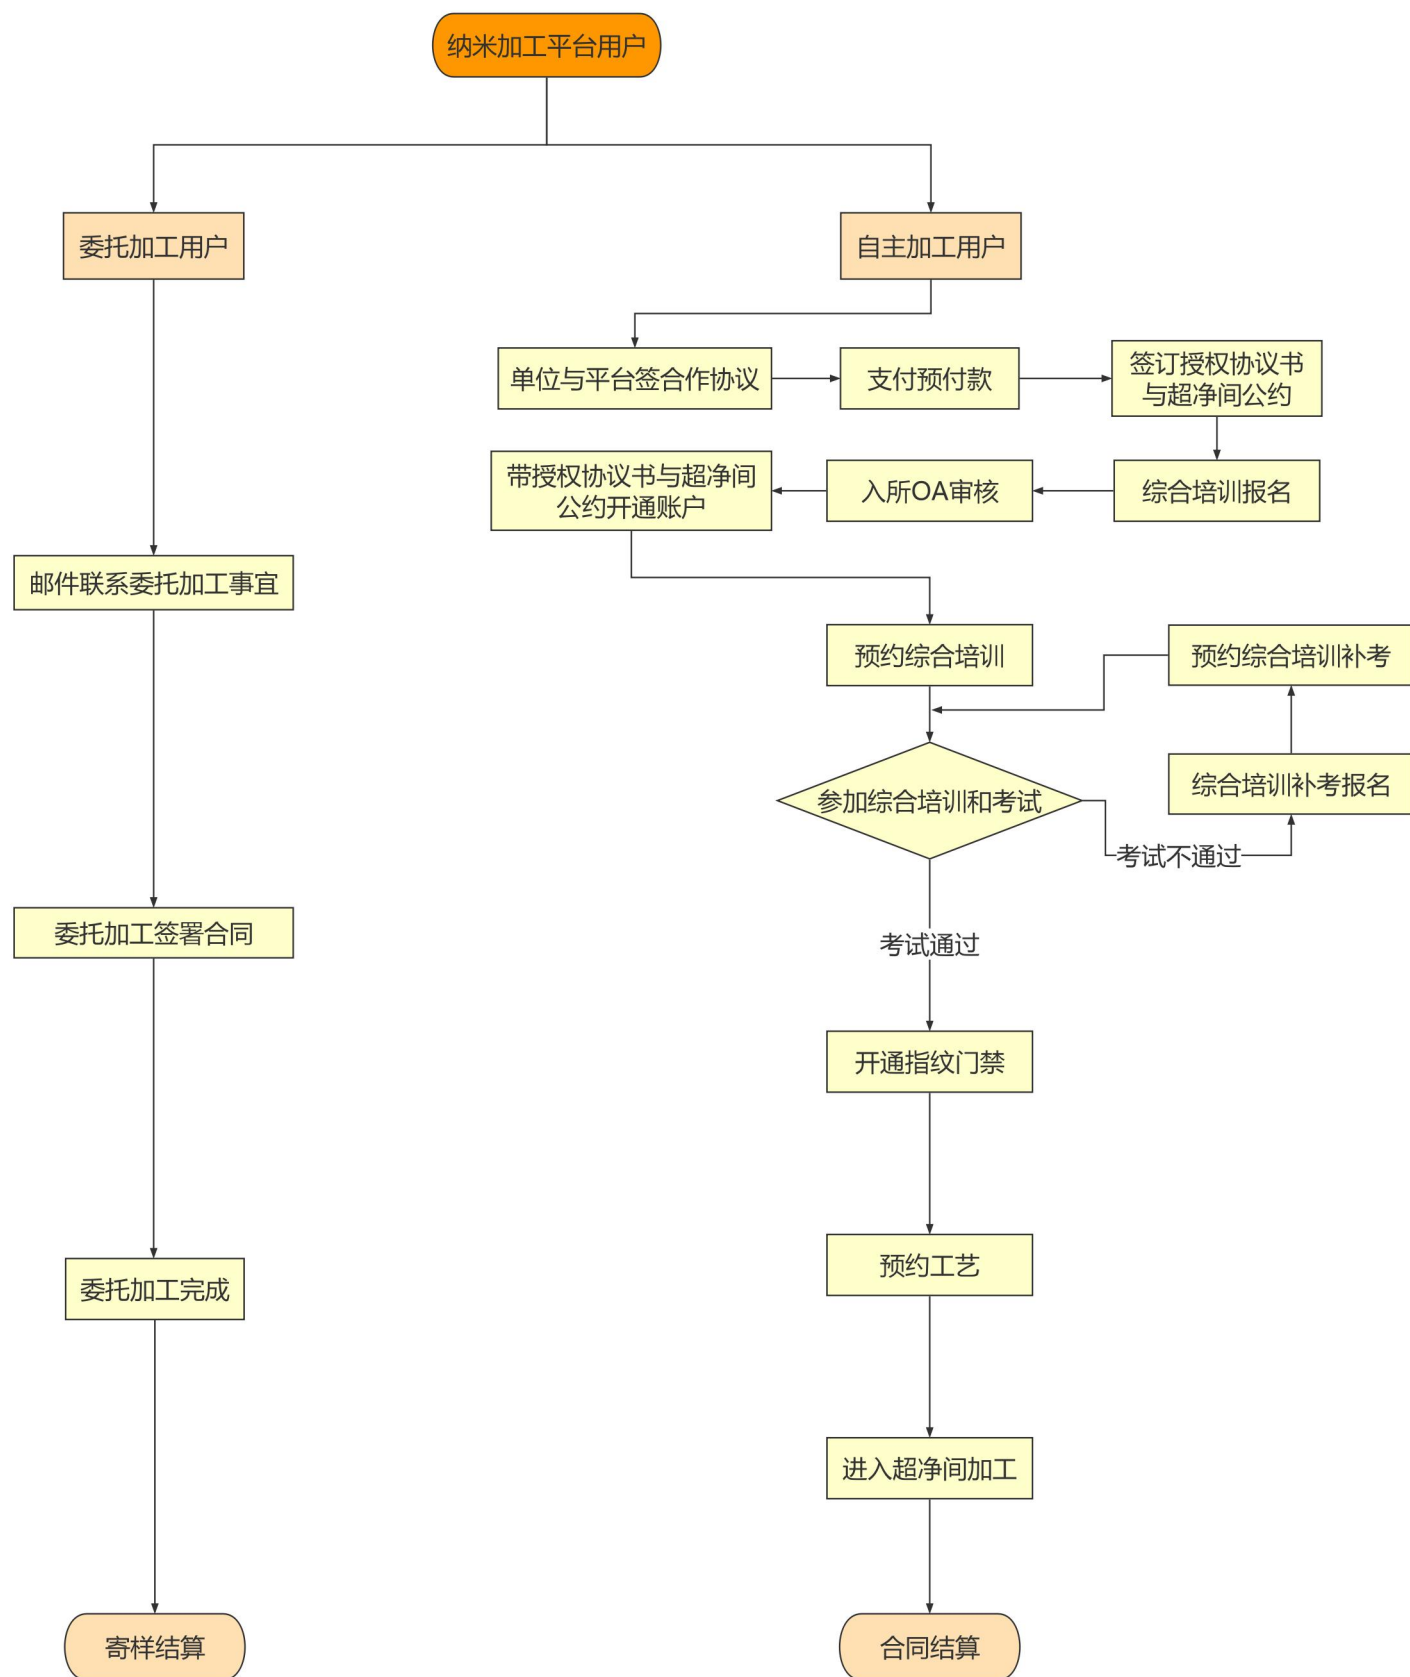 纳米加工平台用户
委托加工用户
自主加工用户
单位与平台签合作协议
支付预付款
签订授权协议书
与超净间公约
带授权协议书与超净间
公约开通账户
入所OA审核
综合培训报名
邮件联系委托加工事宜
预约综合培训
预约综合培训补考
参加综合培训和考试
综合培训补考报名
考试不通过
委托加工签署合同
考试通过
开通指纹门禁
预约工艺
委托加工完成
进入超净间加工
寄样结算
合同结算